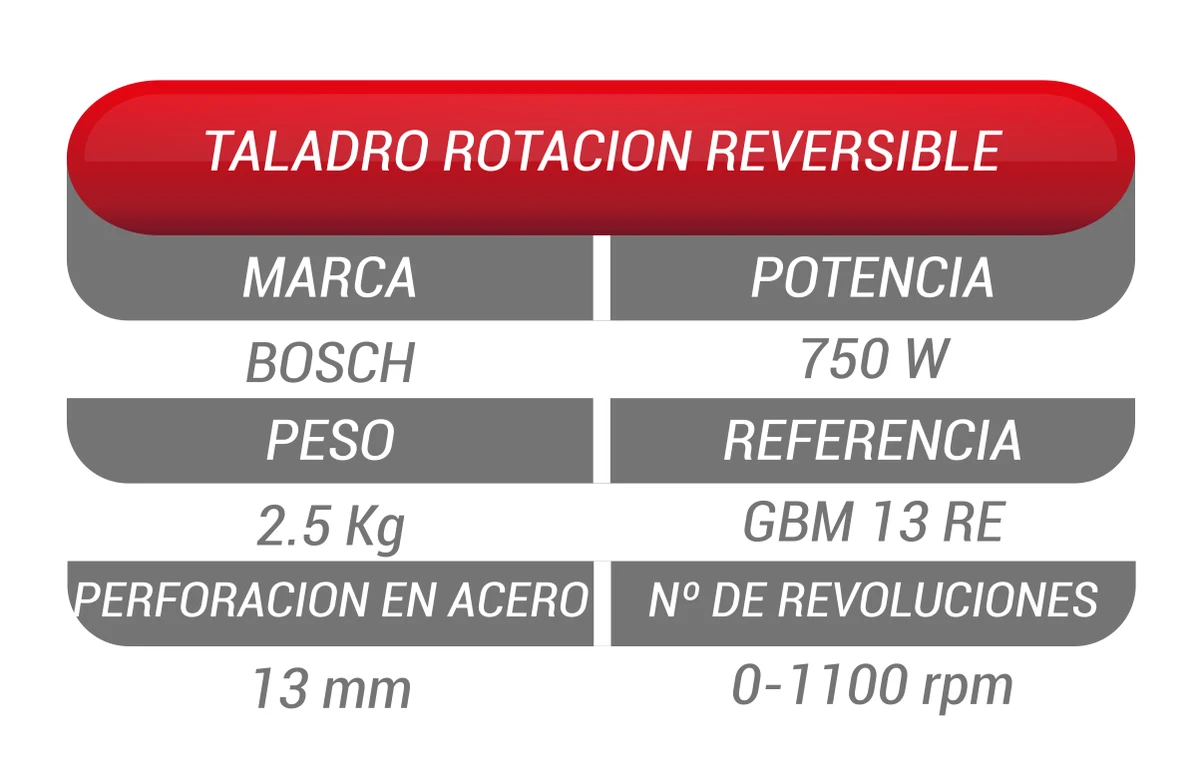 TALADRO ROTACION REVERSIBLE
MARCA
POTENCIA
BOSCH
750 W
PESO
REFERENCIA
2.5 Kg
GBM 13 RE
PERFORACION EN ACERO
Nº DE REVOLUCIONES
13 mm
0-1100 rpm